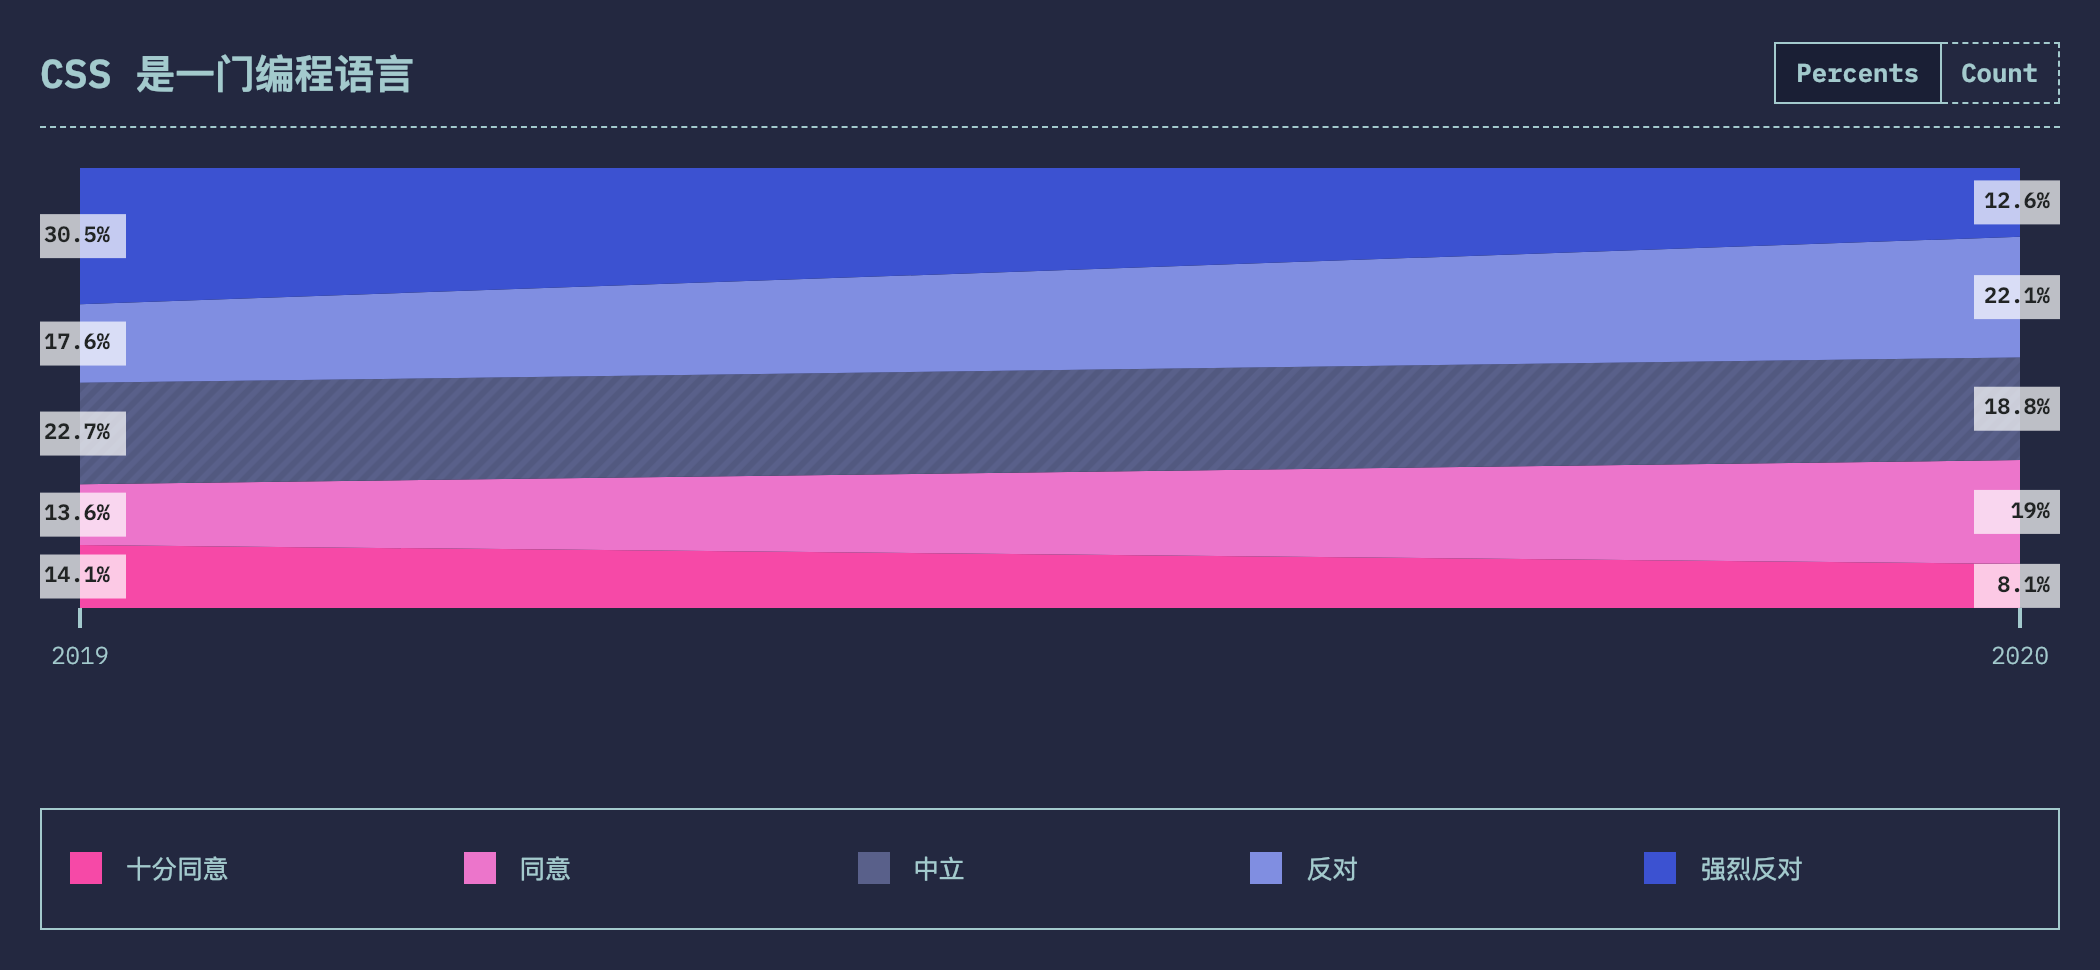 CSS 是一门编程语言
Percents Count
30.5% 12.6%
17.6% 22.1%
22.7% 18.8%
13.6% 19%
14.1% 8.1%
2019 2020
十分同意 同意 中立 反对 强烈反对